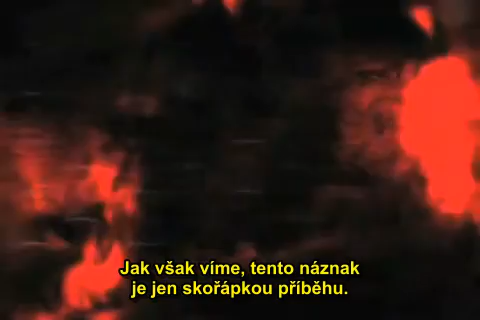 Jak však víme, tento náznak
je jen skořápkou příběhu.